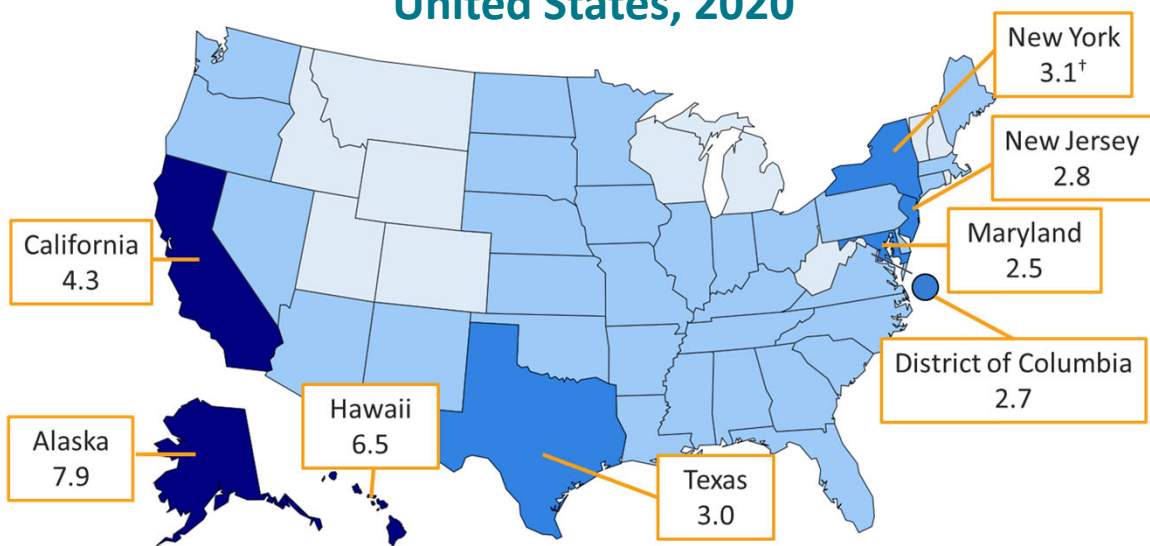 United States, 2020
New York
3.1†
New Jersey
2.8
California
4.3
Maryland
2.5
District of Columbia
2.7
Hawaii
6.5
Alaska
7.9
Texas
3.0